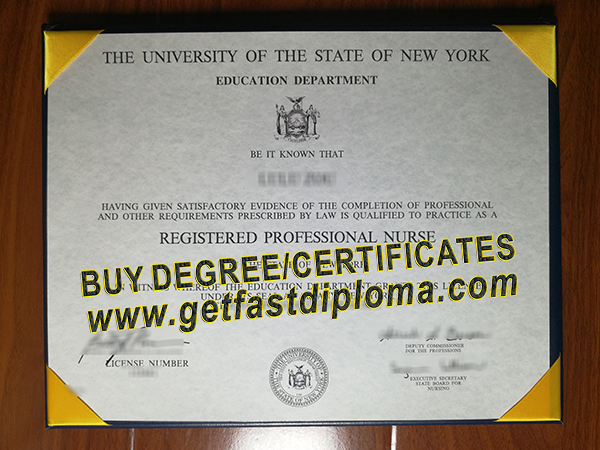 THE UNIVERSITY OF THE STATE OF NEW YORK
EDUCATION DEPARTMENT
BE IT KNOWN THAT
HAVING GIVEN SATISFACTORY EVIDENCE OF THE COMPLETION OF PROFESSIONAL
AND OTHER REQUIREMENTS PRESCRIBED BY LAW IS QUALIFIED TO PRACTICE AS A
REGISTERED PROFESSIONAL NURSE
BUY DEGREE/CERTIFICATES
www.getfastdiploma.com
LICENSE NUMBER
DEPUTY COMMISSIONER
FOR THE PROFESSIONS
EXECUTIVE SECRETARY
STATE BOARD FOR
NURSING